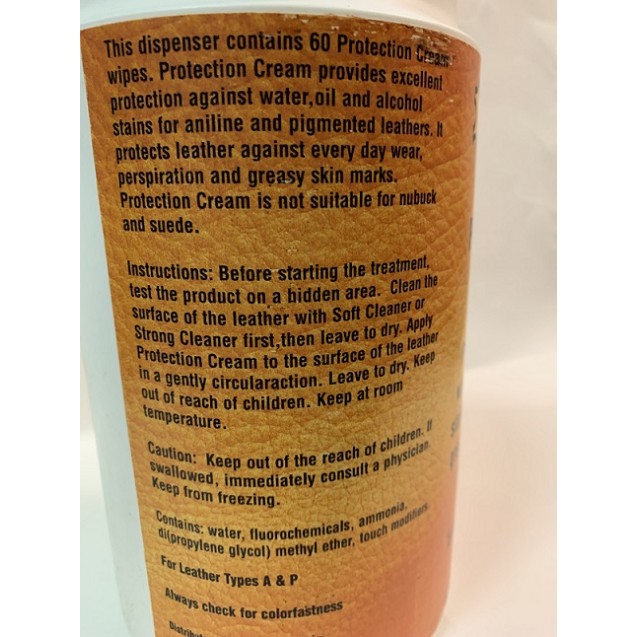 This dispenser contains 60 Protection Cream
wipes. Protection Cream provides excellent
protection against water,oil and alcohol
stains for aniline and pigmented leathers. It
protects leather against every day wear,
perspiration and greasy skin marks.
Protection Cream is not suitable for nubuck
and suede.
Instructions: Before starting the treatment,
test the product on a bidden area. Clean the
surface of the leather with Soft Cleaner or
Strong Cleaner first,then leave to dry. Apply
Protection Cream to the surface of the leather
in a gently circularaction. Leave to dry. Keep
out of reach of children. Keep at room
temperature.
Caution: Keep out of the reach of children. If
swallowed, immediately consult a physician.
Keep from freezing.
Contains: water, fluorochemicals, ammonia,
di(propylene glycol) methyl ether, touch modifiers.
For Leather Types A & P
Always check for colorfastness